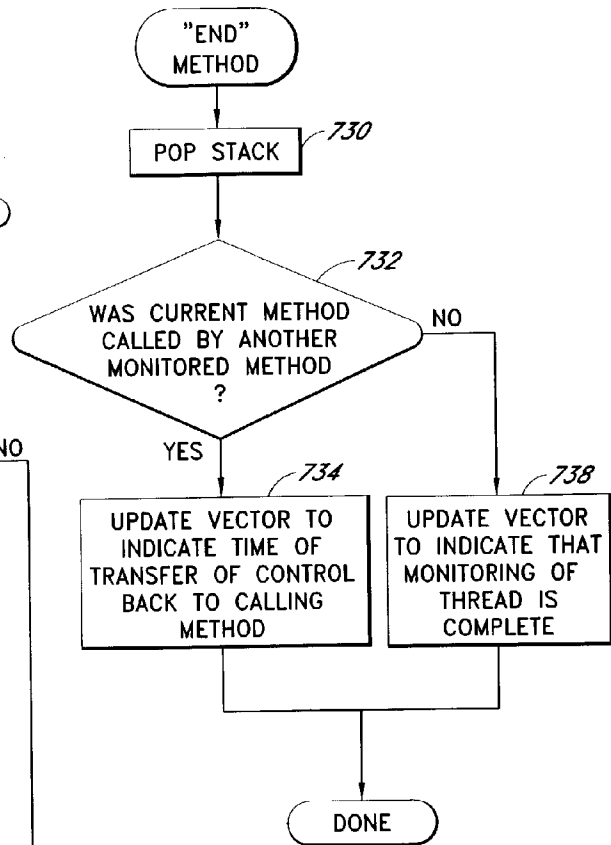 "END"
METHOD
730
POP STACK
732
WAS CURRENT METHOD
CALLED BY ANOTHER
MONITORED METHOD
?
NO
YES
NO
734
UPDATE VECTOR TO
INDICATE TIME OF
TRANSFER OF CONTROL
BACK TO CALLING
METHOD
738
UPDATE VECTOR
TO INDICATE THAT
MONITORING OF
THREAD IS
COMPLETE
DONE